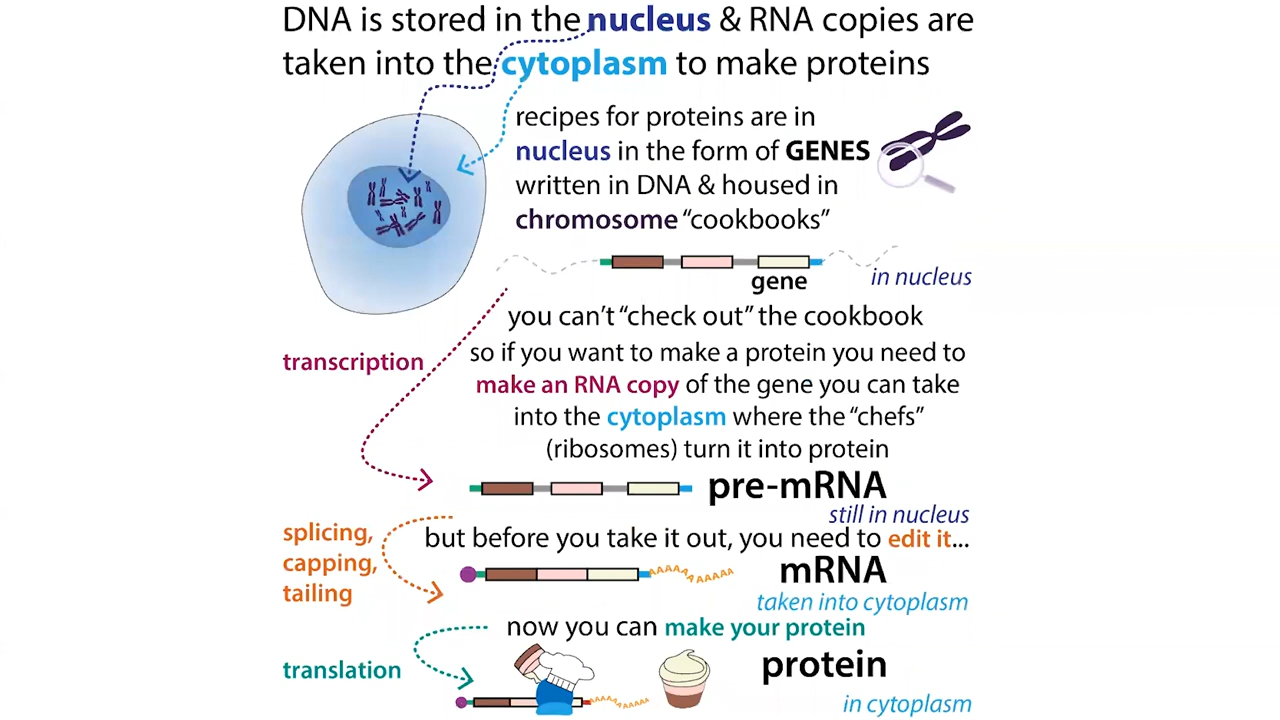 DNA is stored in the nucleus & RNA copies are
taken into the cytoplasm to make proteins
recipes for proteins are in
nucleus in the form of GENES
written in DNA & housed in
chromosome “cookbooks”
gene
in nucleus
you can’t “check out” the cookbook
transcription
so if you want to make a protein you need to
make an RNA copy of the gene you can take
into the cytoplasm where the “chefs”
(ribosomes) turn it into protein
pre-mRNA
still in nucleus
splicing,
capping,
tailing
but before you take it out, you need to edit it...
AAAAAAAAAAA
mRNA
taken into cytoplasm
now you can make your protein
translation
protein
in cytoplasm